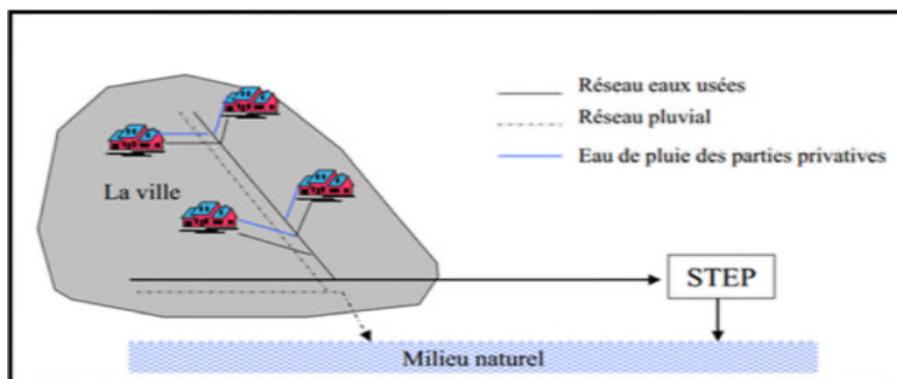 Réseau eaux usées
Réseau pluvial
Eau de pluie des parties privatives
La ville
STEP
Milieu naturel